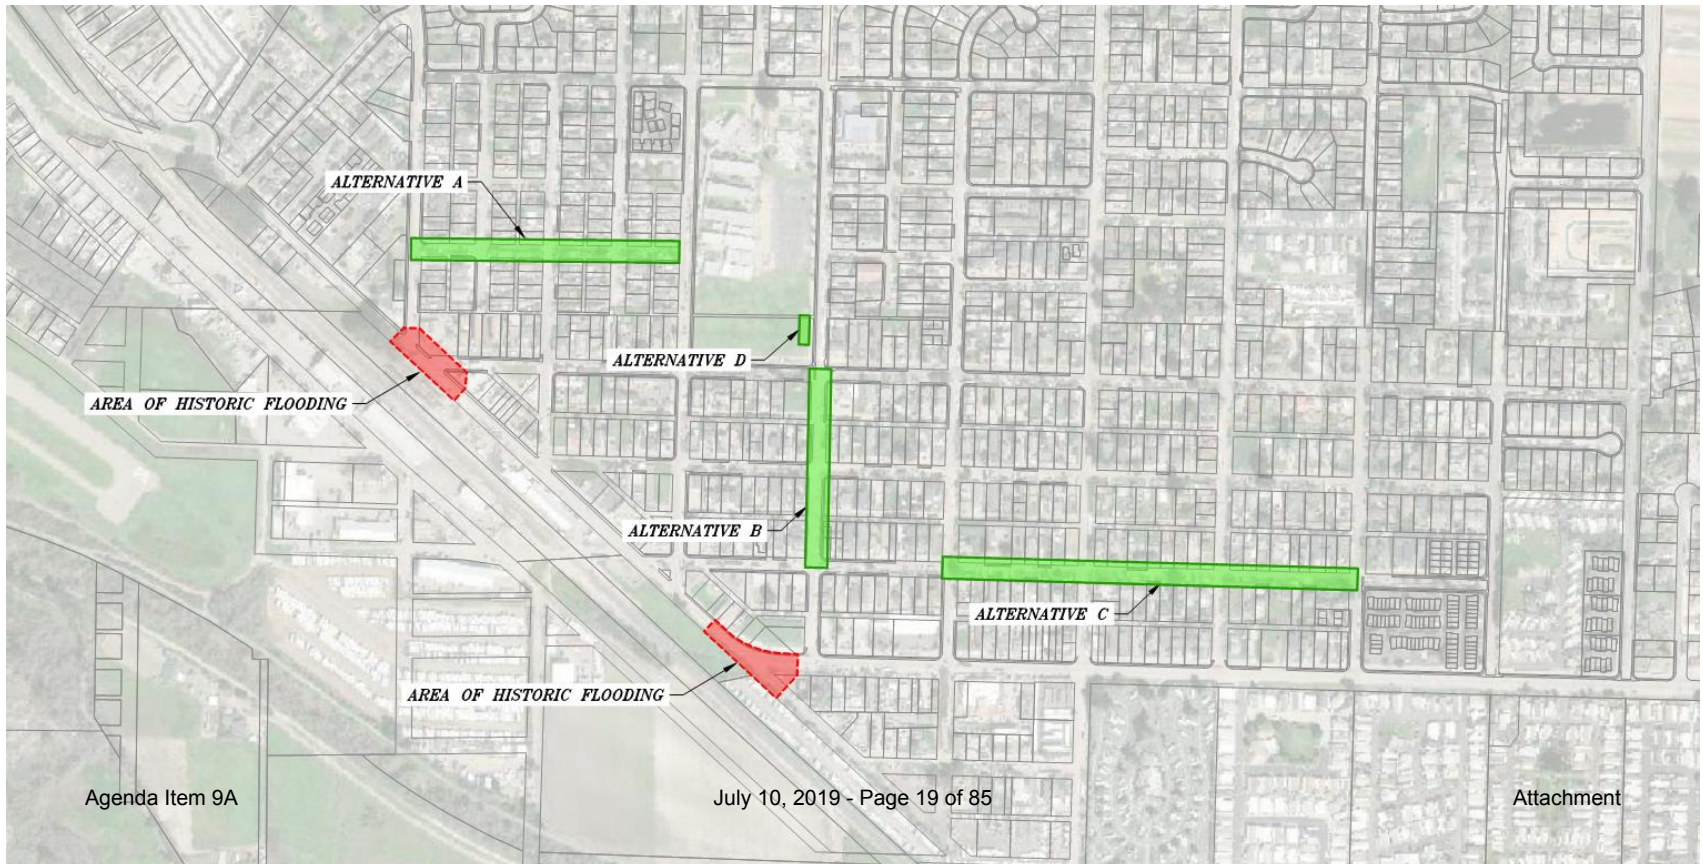 ALTERNATIVE A
ALTERNATIVE D
AREA OF HISTORIC FLOODING
ALTERNATIVE B
ALTERNATIVE C
AREA OF HISTORIC FLOODING
Agenda Item 9A
July 10, 2019 - Page 19 of 85
Attachment